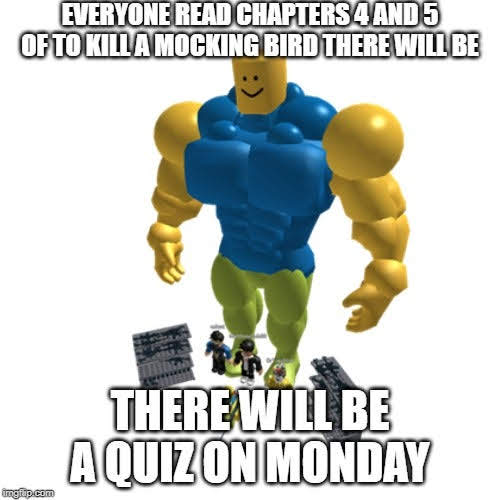 EVERYONE READ CHAPTERS 4 AND 5
OF TO KILL A MOCKING BIRD THERE WILL BE
THERE WILL BE
A QUIZ ON MONDAY
imgflip.com